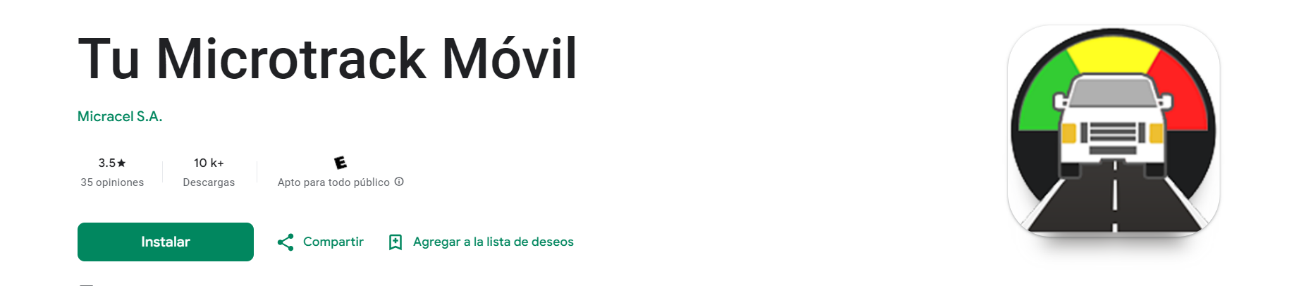 Tu Microtrack Móvil
Micracel S.A.
3.5★
35 opiniones
10 k+
Descargas
E
Apto para todo público
Instalar
Compartir
Agregar a la lista de deseos